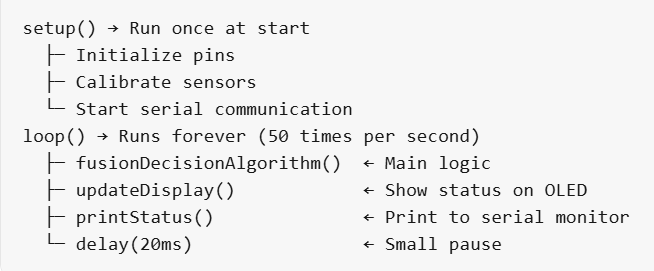 setup() → Run once at start
├─ Initialize pins
├─ Calibrate sensors
└─ Start serial communication
loop() → Runs forever (50 times per second)
├─ fusionDecisionAlgorithm() ← Main logic
├─ updateDisplay() ← Show status on OLED
├─ printStatus() ← Print to serial monitor
└─ delay(20ms) ← Small pause